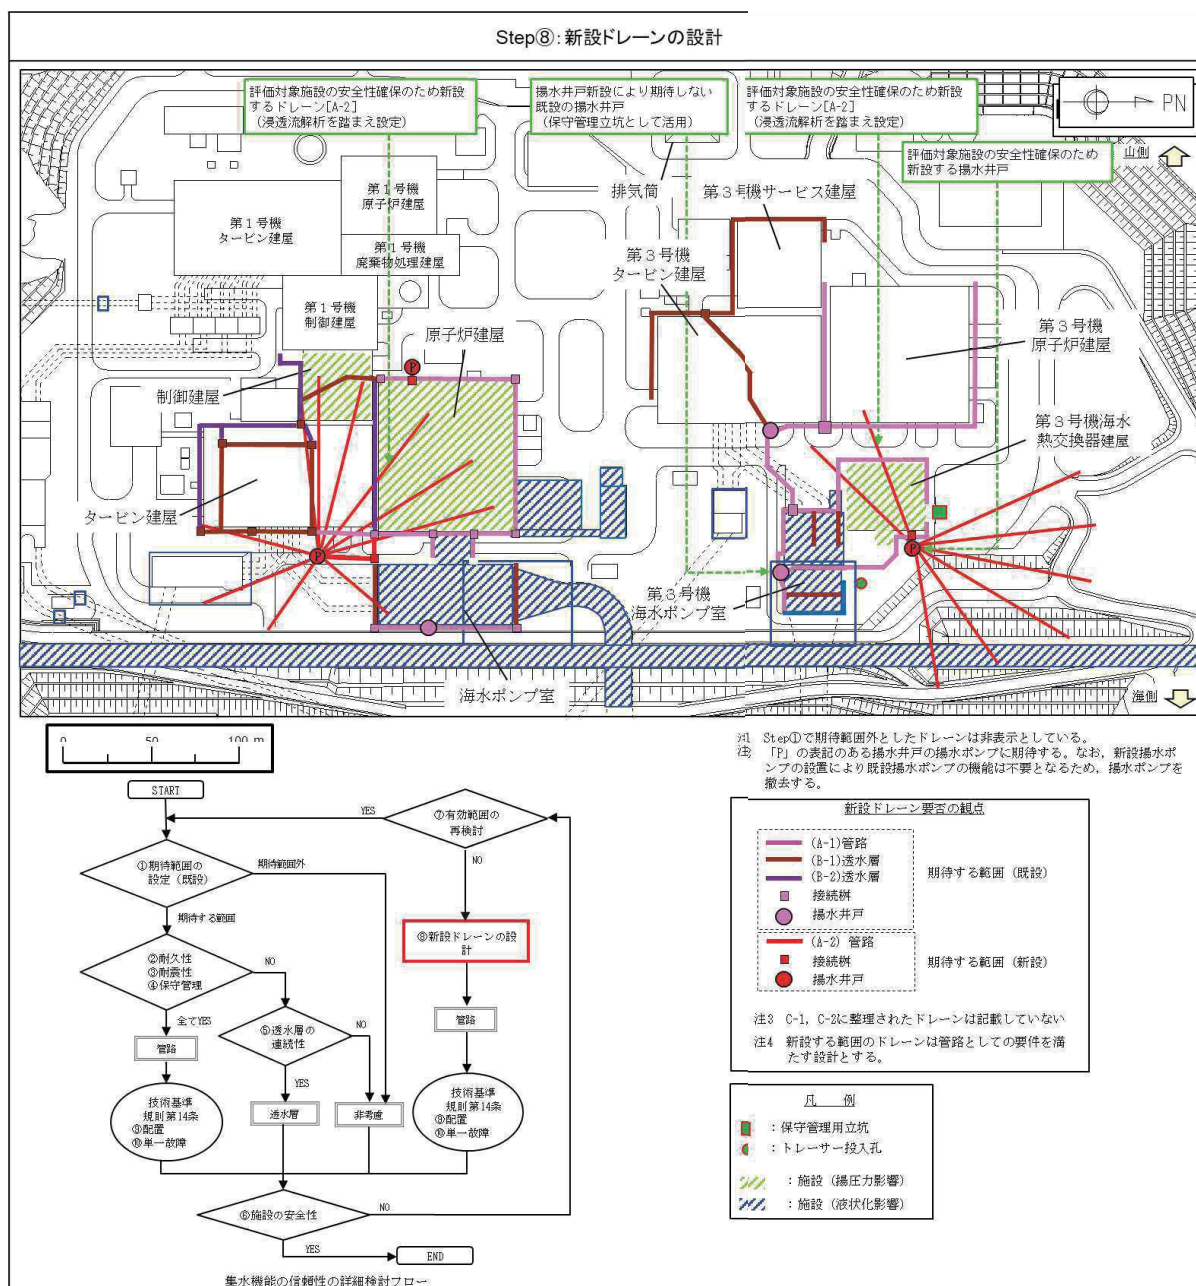 Step⑧:新設ドレーンの設計
評価対象施設の安全性確保のため新設
するドレーン[A-2]
(浸透流解析を踏まえ設定)
揚水井戸新設により期待しない
既設の揚水井戸
(保守管理立坑として活用)
評価対象施設の安全性確保のため新設
するドレーン[A-2]
(浸透流解析を踏まえ設定)
PN
評価対象施設の安全性確保のため
新設する揚水井戸
山側
排気筒
第3号機サービス建屋
第1号機
原子炉建屋
第1号機
タービン建屋
第1号機
廃棄物処理建屋
第3号機
タービン建屋
第1号機
制御建屋
原子炉建屋
第3号機
原子炉建屋
制御建屋
第3号機海水
熱交換器建屋
タービン建屋
P
P
P
第3号機
海水ポンプ室
海水ポンプ室
海側
0 50 100 m
注1 Step①で期待範囲外としたドレーンは非表示としている。
注2 「P」の表記のある揚水井戸の揚水ポンプに期待する。なお,新設揚水ポ
ンプの設置により既設揚水ポンプの機能は不要となるため,揚水ポンプを
撤去する。
START
YES
⑦有効範囲の
再検討
NO
①期待範囲の
設定(既設)
期待範囲外
期待する範囲
⑧新設ドレーンの設
計
②耐久性
③耐震性
④保守管理
NO
全てYES
管路
⑤透水層の
連続性
NO
YES
管路
技術基準
規則第14条
⑨配置
⑩単一故障
透水層
非考慮
技術基準
規則第14条
⑨配置
⑩単一故障
⑥施設の安全性
NO
YES
END
集水機能の信頼性の詳細検討フロー
新設ドレーン要否の観点
(A-1)管路
(B-1)透水層
(B-2)透水層
接続桝
揚水井戸
期待する範囲(既設)
(A-2) 管路
接続桝
揚水井戸
期待する範囲(新設)
注3 C-1, C-2に整理されたドレーンは記載していない
注4 新設する範囲のドレーンは管路としての要件を満
たす設計とする。
凡 例
:保守管理用立坑
:トレーサー投入孔
:施設(揚圧力影響)
:施設(液状化影響)